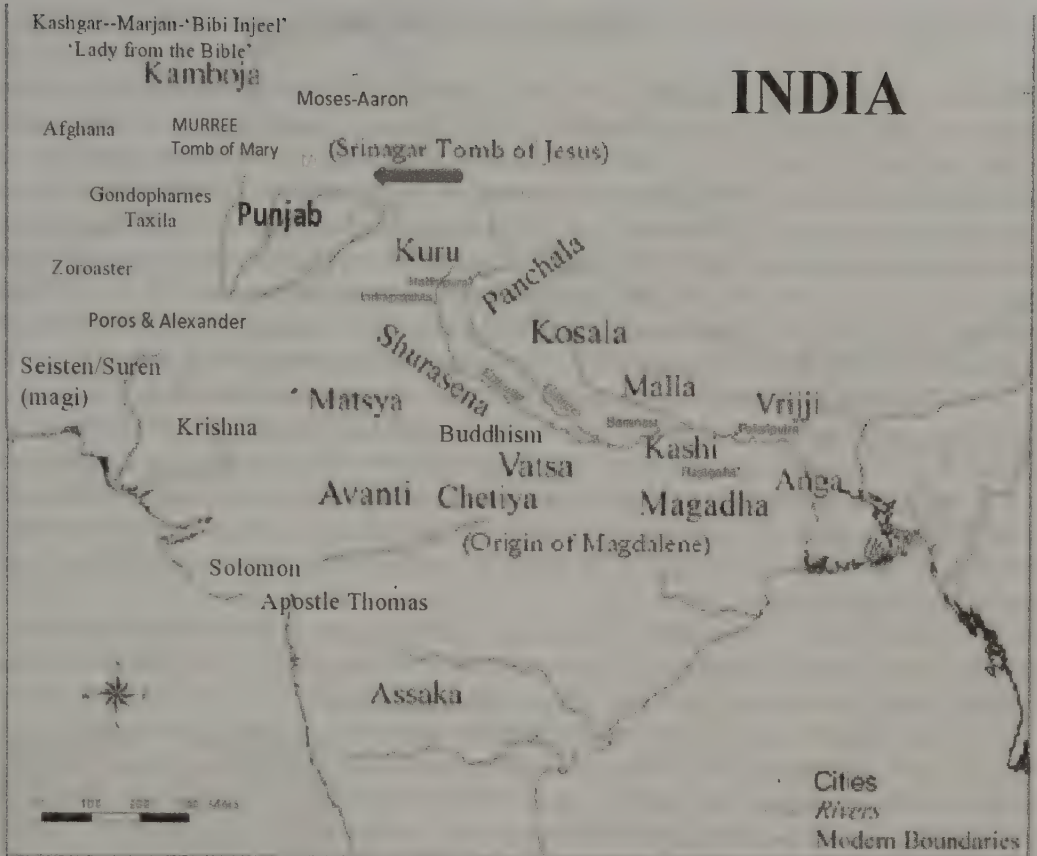 Kashgar--Marjan-'Bibi Injeel'
'Lady from the Bible'
Kamboja
INDIA
Moses-Aaron
Afghana
MURREE
Tomb of Mary
(Srinagar Tomb of Jesus)
Gondopharnes
Taxila
Punjab
Kuru
Panchala
Zoroaster
Poros & Alexander
Kosala
Shurasena
Seisten/Suren
(magi)
Malla
Matsya
Vrijji
Krishna
Buddhism
Kashi
Vatsa
Anga
Avanti
Chetiya
Magadha
(Origin of Magdalene)
Solomon
Apostle Thomas
Assaka
Cities
Rivers
Modern Boundaries